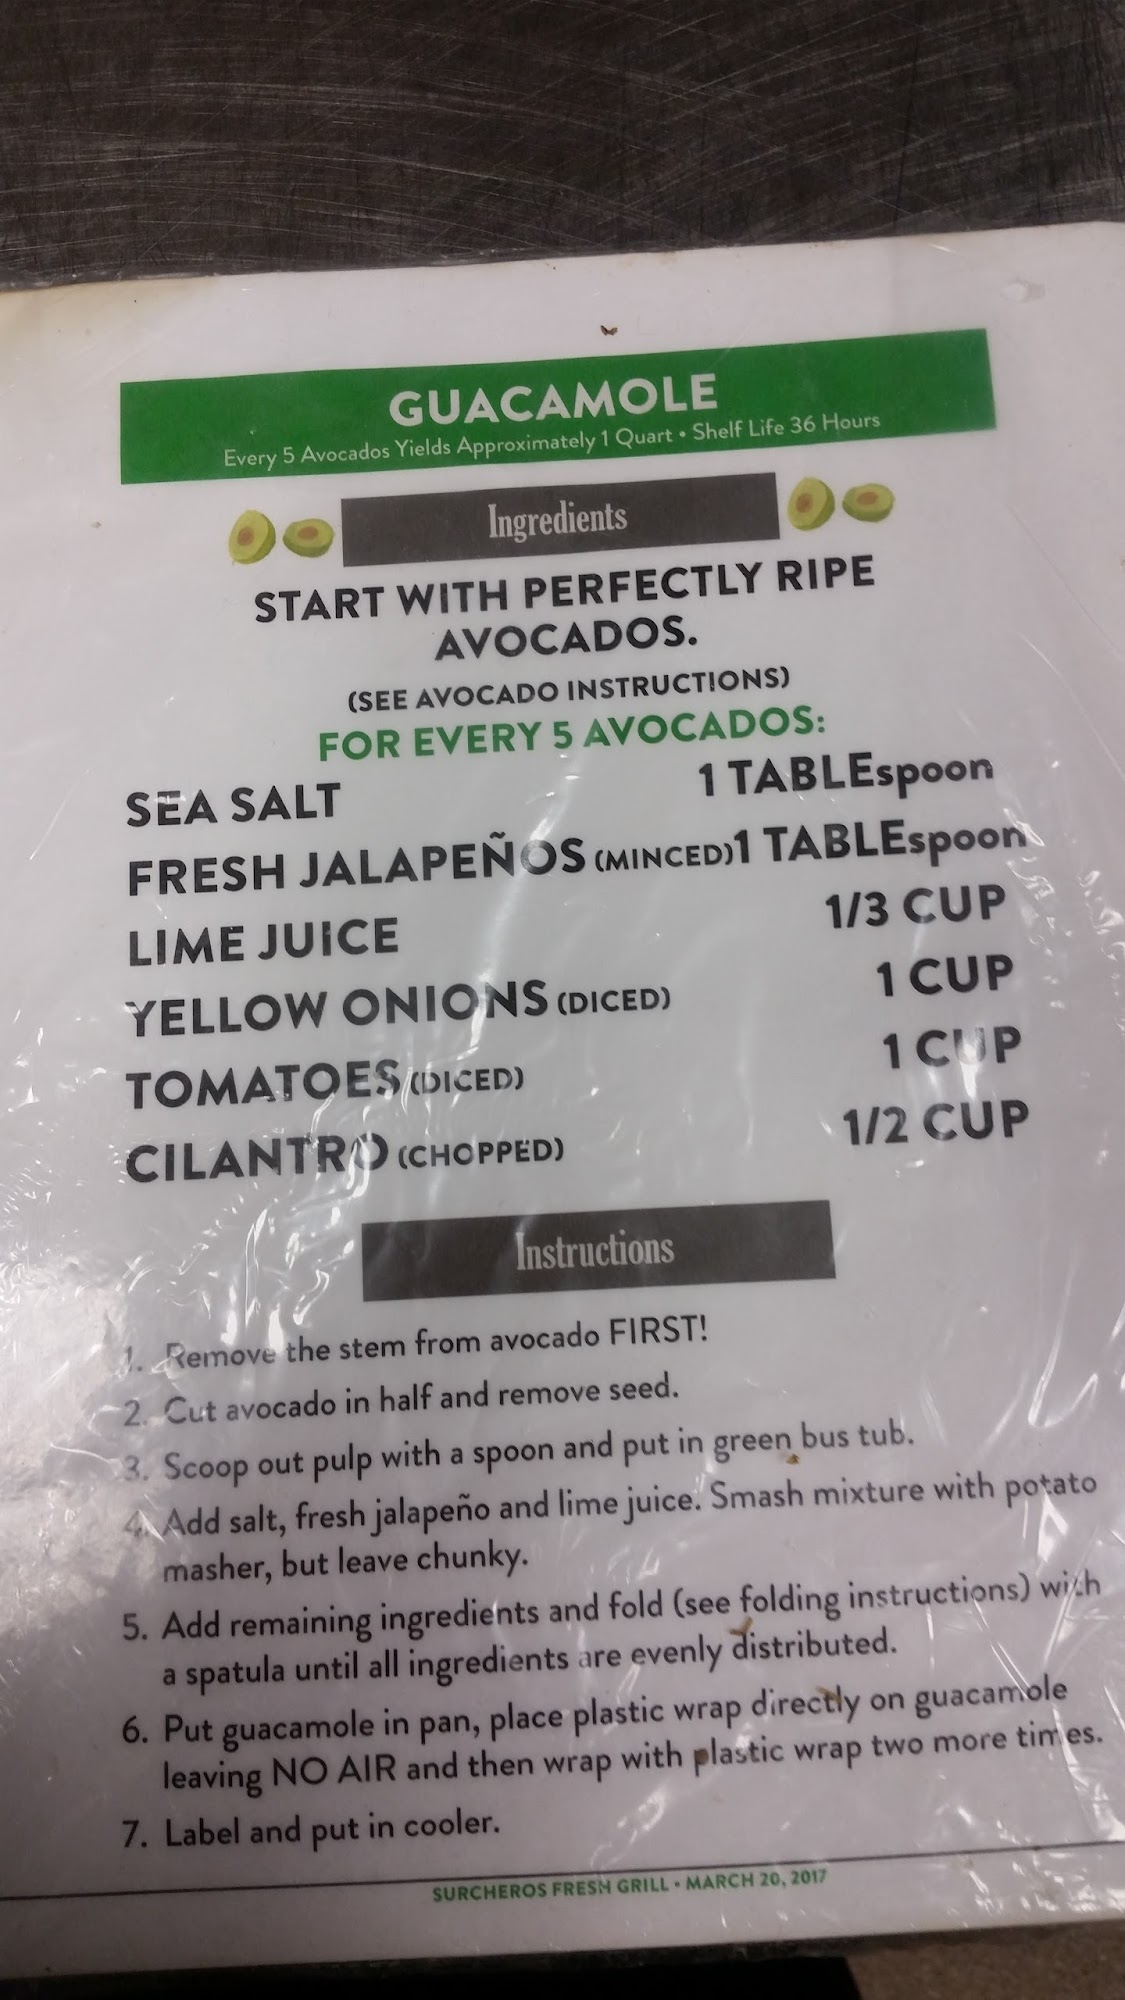 GUACAMOLE
Every 5 Avocados Yields Approximately 1 Quart • Shelf Life 36 Hours
Ingredients
START WITH PERFECTLY RIPE
AVOCADOS.
(SEE AVOCADO INSTRUCTIONS)
FOR EVERY 5 AVOCADOS:
SEA SALT 1 TABLEspoon
FRESH JALAPEÑOS (MINCED) 1 TABLEspoon
LIME JUICE 1/3 CUP
YELLOW ONIONS (DICED) 1 CUP
TOMATOES (DICED) 1 CUP
CILANTRO (CHOPPED) 1/2 CUP
Instructions
1. Remove the stem from avocado FIRST!
2. Cut avocado in half and remove seed.
3. Scoop out pulp with a spoon and put in green bus tub.
4. Add salt, fresh jalapeño and lime juice. Smash mixture with potato
masher, but leave chunky.
5. Add remaining ingredients and fold (see folding instructions) with
a spatula until all ingredients are evenly distributed.
6. Put guacamole in pan, place plastic wrap directly on guacamole
leaving NO AIR and then wrap with plastic wrap two more times.
7. Label and put in cooler.
SURCHEROS FRESH GRILL • MARCH 20, 2017